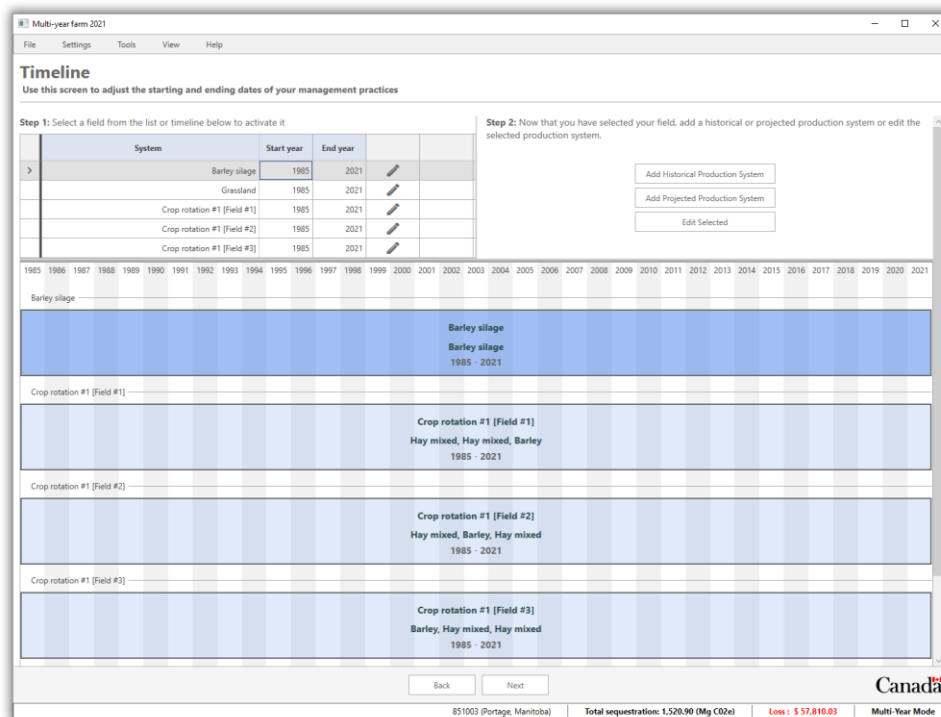 Multi-year farm 2021
File Settings Tools View Help
Timeline
Use this screen to adjust the starting and ending dates of your management practices
Step 1: Select a field from the list or timeline below to activate it
System Start year End year
Barley silage 1985 2021
Grassland 1985 2021
Crop rotation #1 [Field #1] 1985 2021
Crop rotation #1 [Field #2] 1985 2021
Crop rotation #1 [Field #3] 1985 2021
Step 2: Now that you have selected your field, add a historical or projected production system or edit the
selected production system.
Add Historical Production System
Add Projected Production System
Edit Selected
1985 1986 1987 1988 1989 1990 1991 1992 1993 1994 1995 1996 1997 1998 1999 2000 2001 2002 2003 2004 2005 2006 2007 2008 2009 2010 2011 2012 2013 2014 2015 2016 2017 2018 2019 2020 2021
Barley silage
Barley silage
Barley silage
1985 - 2021
Crop rotation #1 [Field #1]
Crop rotation #1 [Field #1]
Hay mixed, Hay mixed, Barley
1985 - 2021
Crop rotation #1 [Field #2]
Crop rotation #1 [Field #2]
Hay mixed, Barley, Hay mixed
1985 - 2021
Crop rotation #1 [Field #3]
Crop rotation #1 [Field #3]
Barley, Hay mixed, Hay mixed
1985 - 2021
Back Next
Canada
851003 (Portage, Manitoba) Total sequestration: 1,520.90 (Mg C02e) Loss : $ 57,810.03 Multi-Year Mode